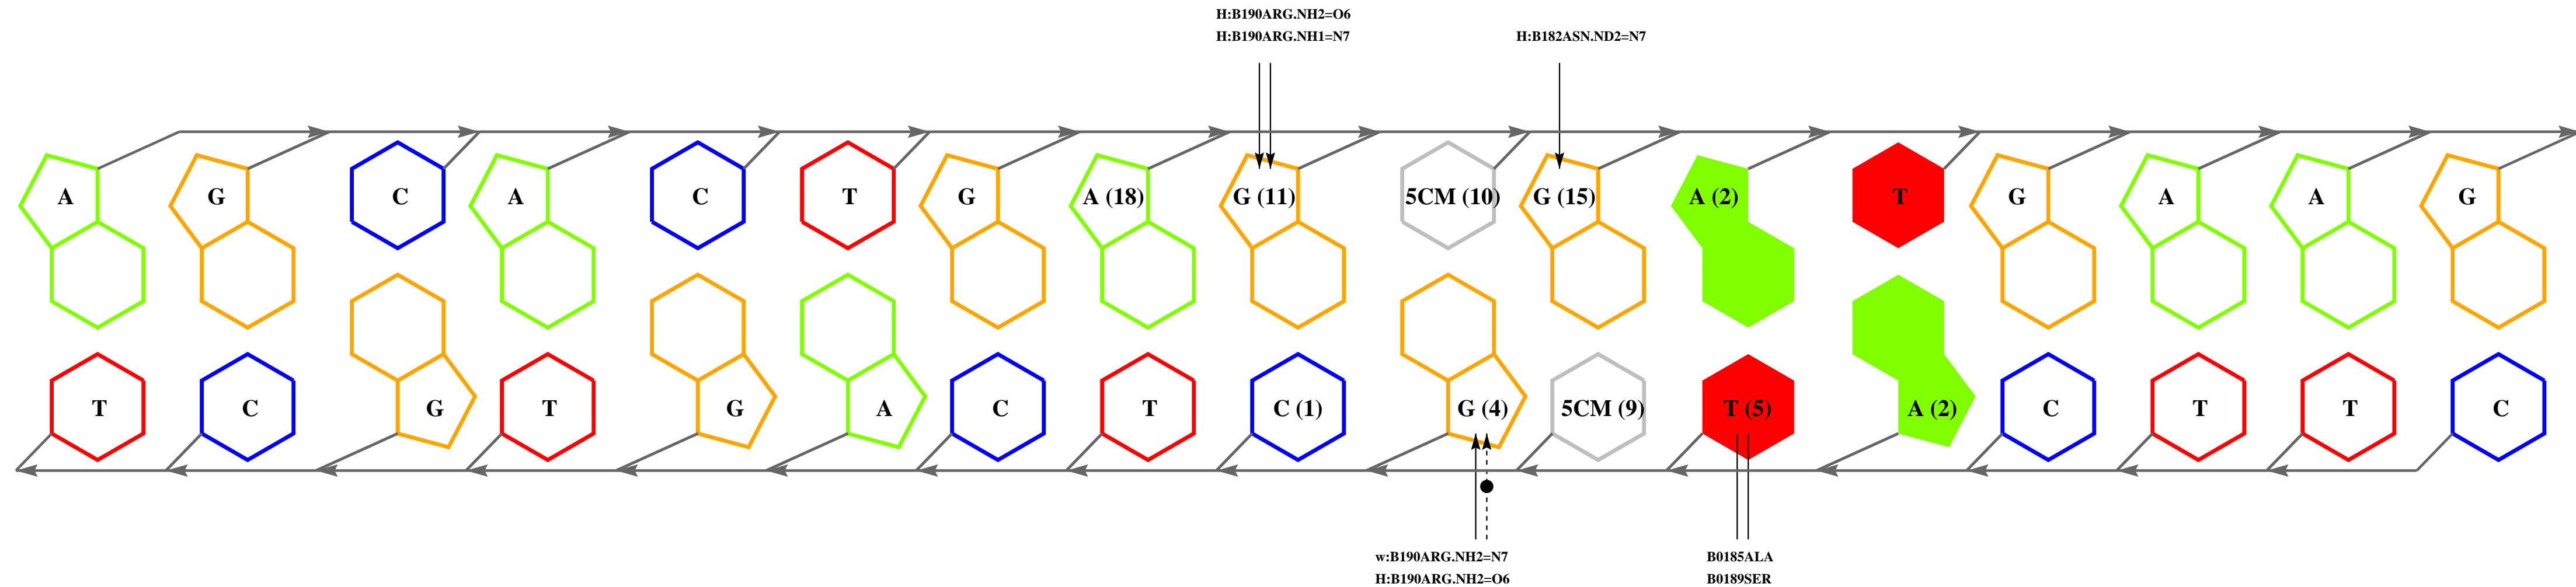 H:B190ARG.NH2=O6
H:B190ARG.NH1=N7
H:B182ASN.ND2=N7
A G C A C T G A (18) G (11) 5CM (10) G (15) A (2) T G A A G
T C G T G A C T C (1) G (4) 5CM (9) T (5) A (2) C T T C
w:B190ARG.NH2=N7
H:B190ARG.NH2=O6
B0185ALA
B0189SER